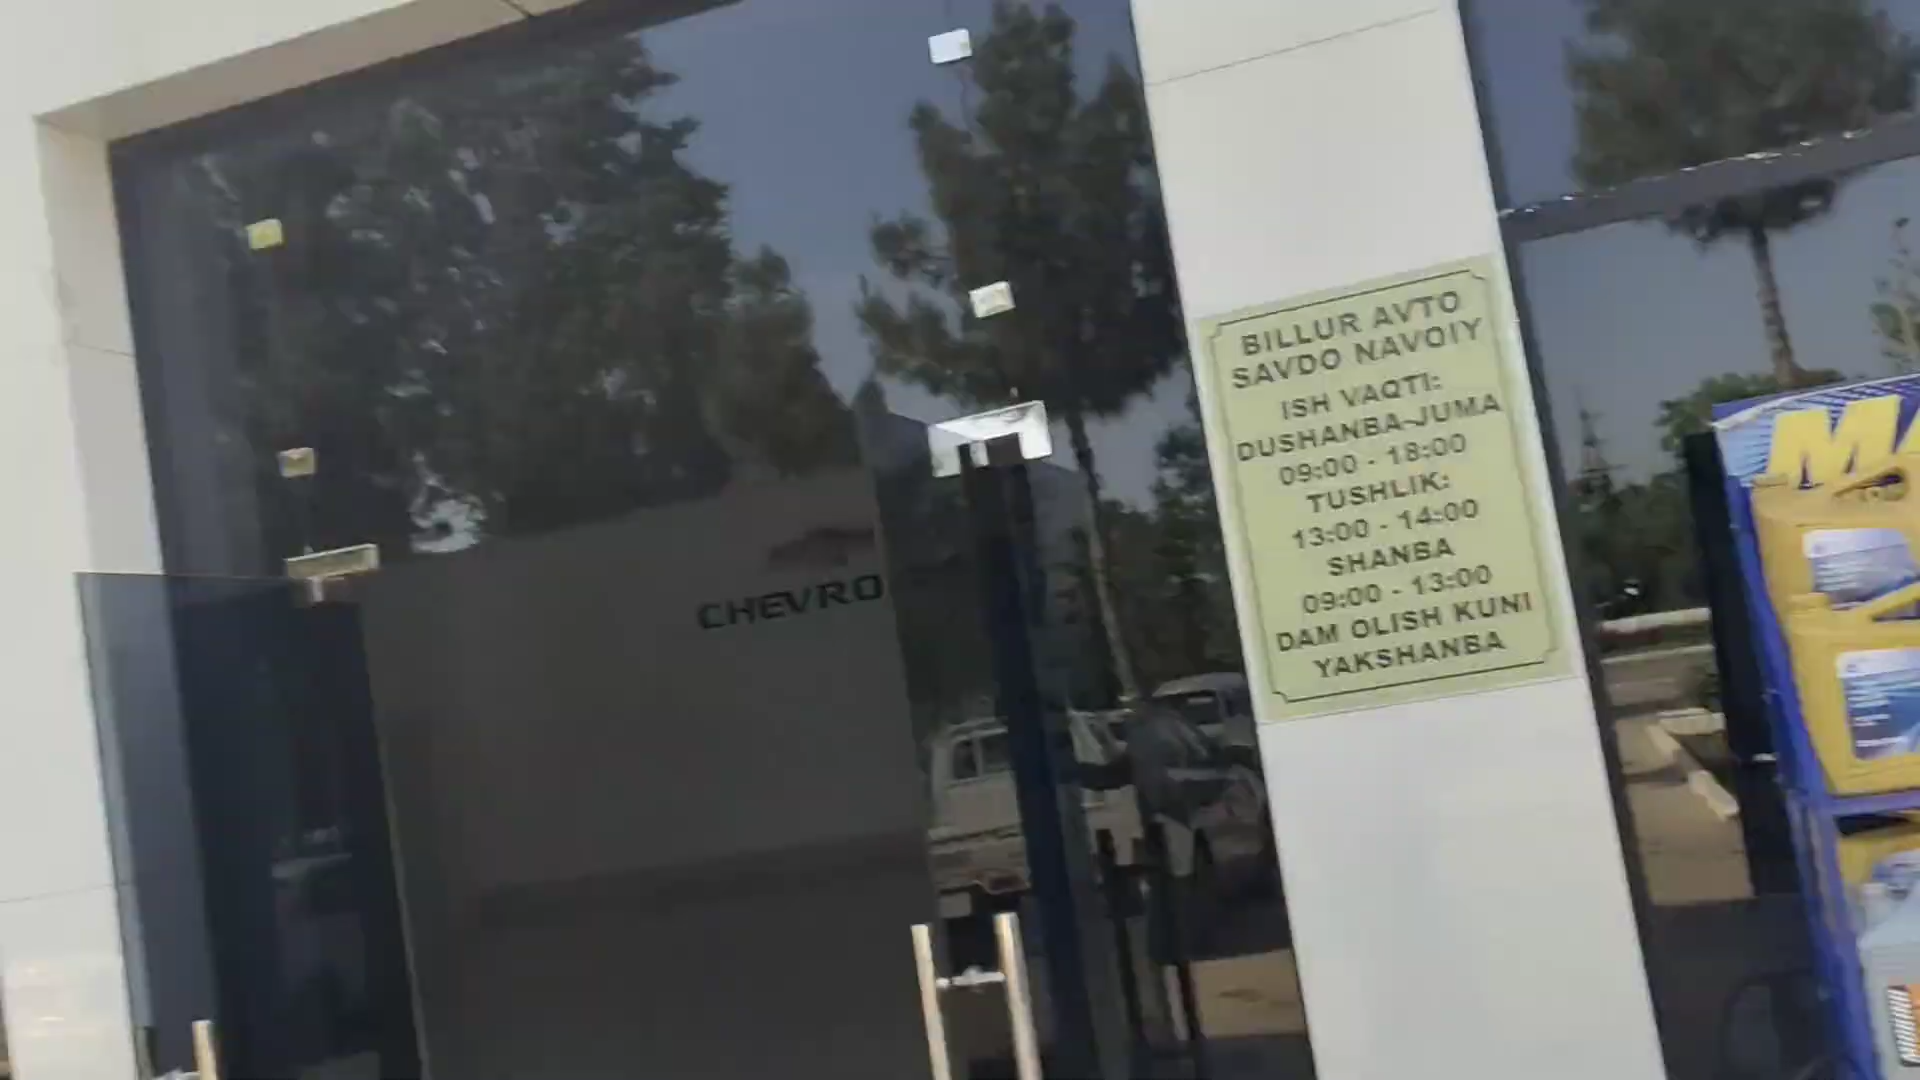 CHEVRO
BILLUR AVTO
SAVDO NAVOIY
ISH VAQTI:
DUSHANBA-JUMA
09:00 - 18:00
TUSHLIK:
13:00 - 14:00
SHANBA
09:00 - 13:00
DAM OLISH KUNI
YAKSHANBA